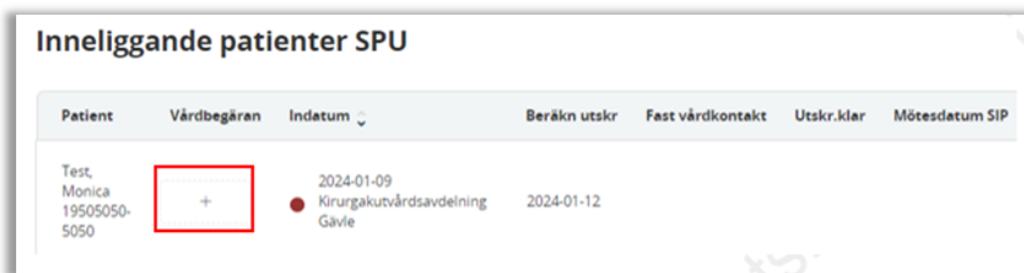 Inneliggande patienter SPU
Patient Vårdbegäran Indatum Beräkn utskr Fast vårdkontakt Utskr.klar Mötesdatum SIP
Test,
Monica
19505050-
5050
+
2024-01-09
Kirurgakutvårdsavdelning
Gävle
2024-01-12